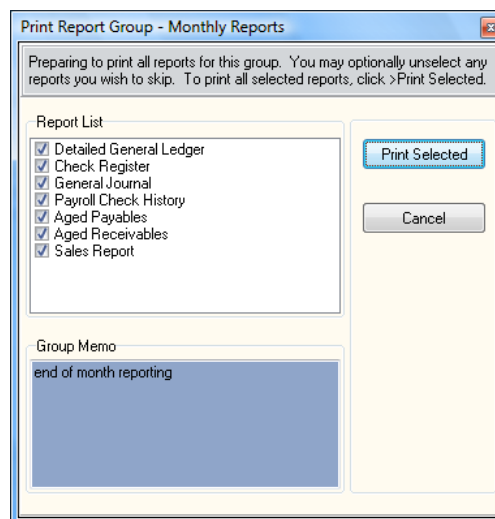 Print Report Group - Monthly Reports
Preparing to print all reports for this group. You may optionally unselect any
reports you wish to skip. To print all selected reports, click >Print Selected.
Report List
Detailed General Ledger
Check Register
General Journal
Payroll Check History
Aged Payables
Aged Receivables
Sales Report
Print Selected
Cancel
Group Memo
end of month reporting